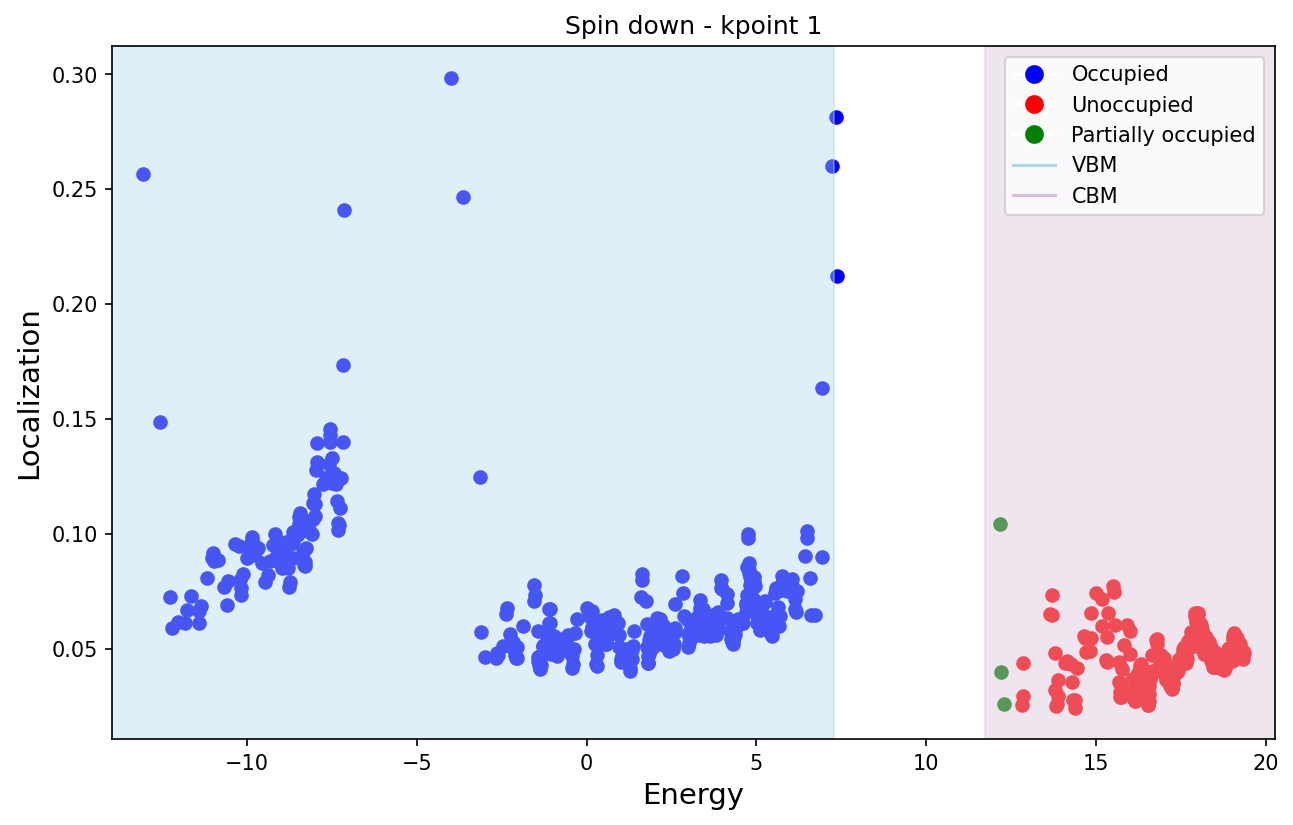 Spin down - kpoint 1
0.30
0.25
0.20
0.15
0.10
0.05
Localization
Occupied
Unoccupied
Partially occupied
VBM
CBM
−10
−5
0
5
10
15
20
Energy